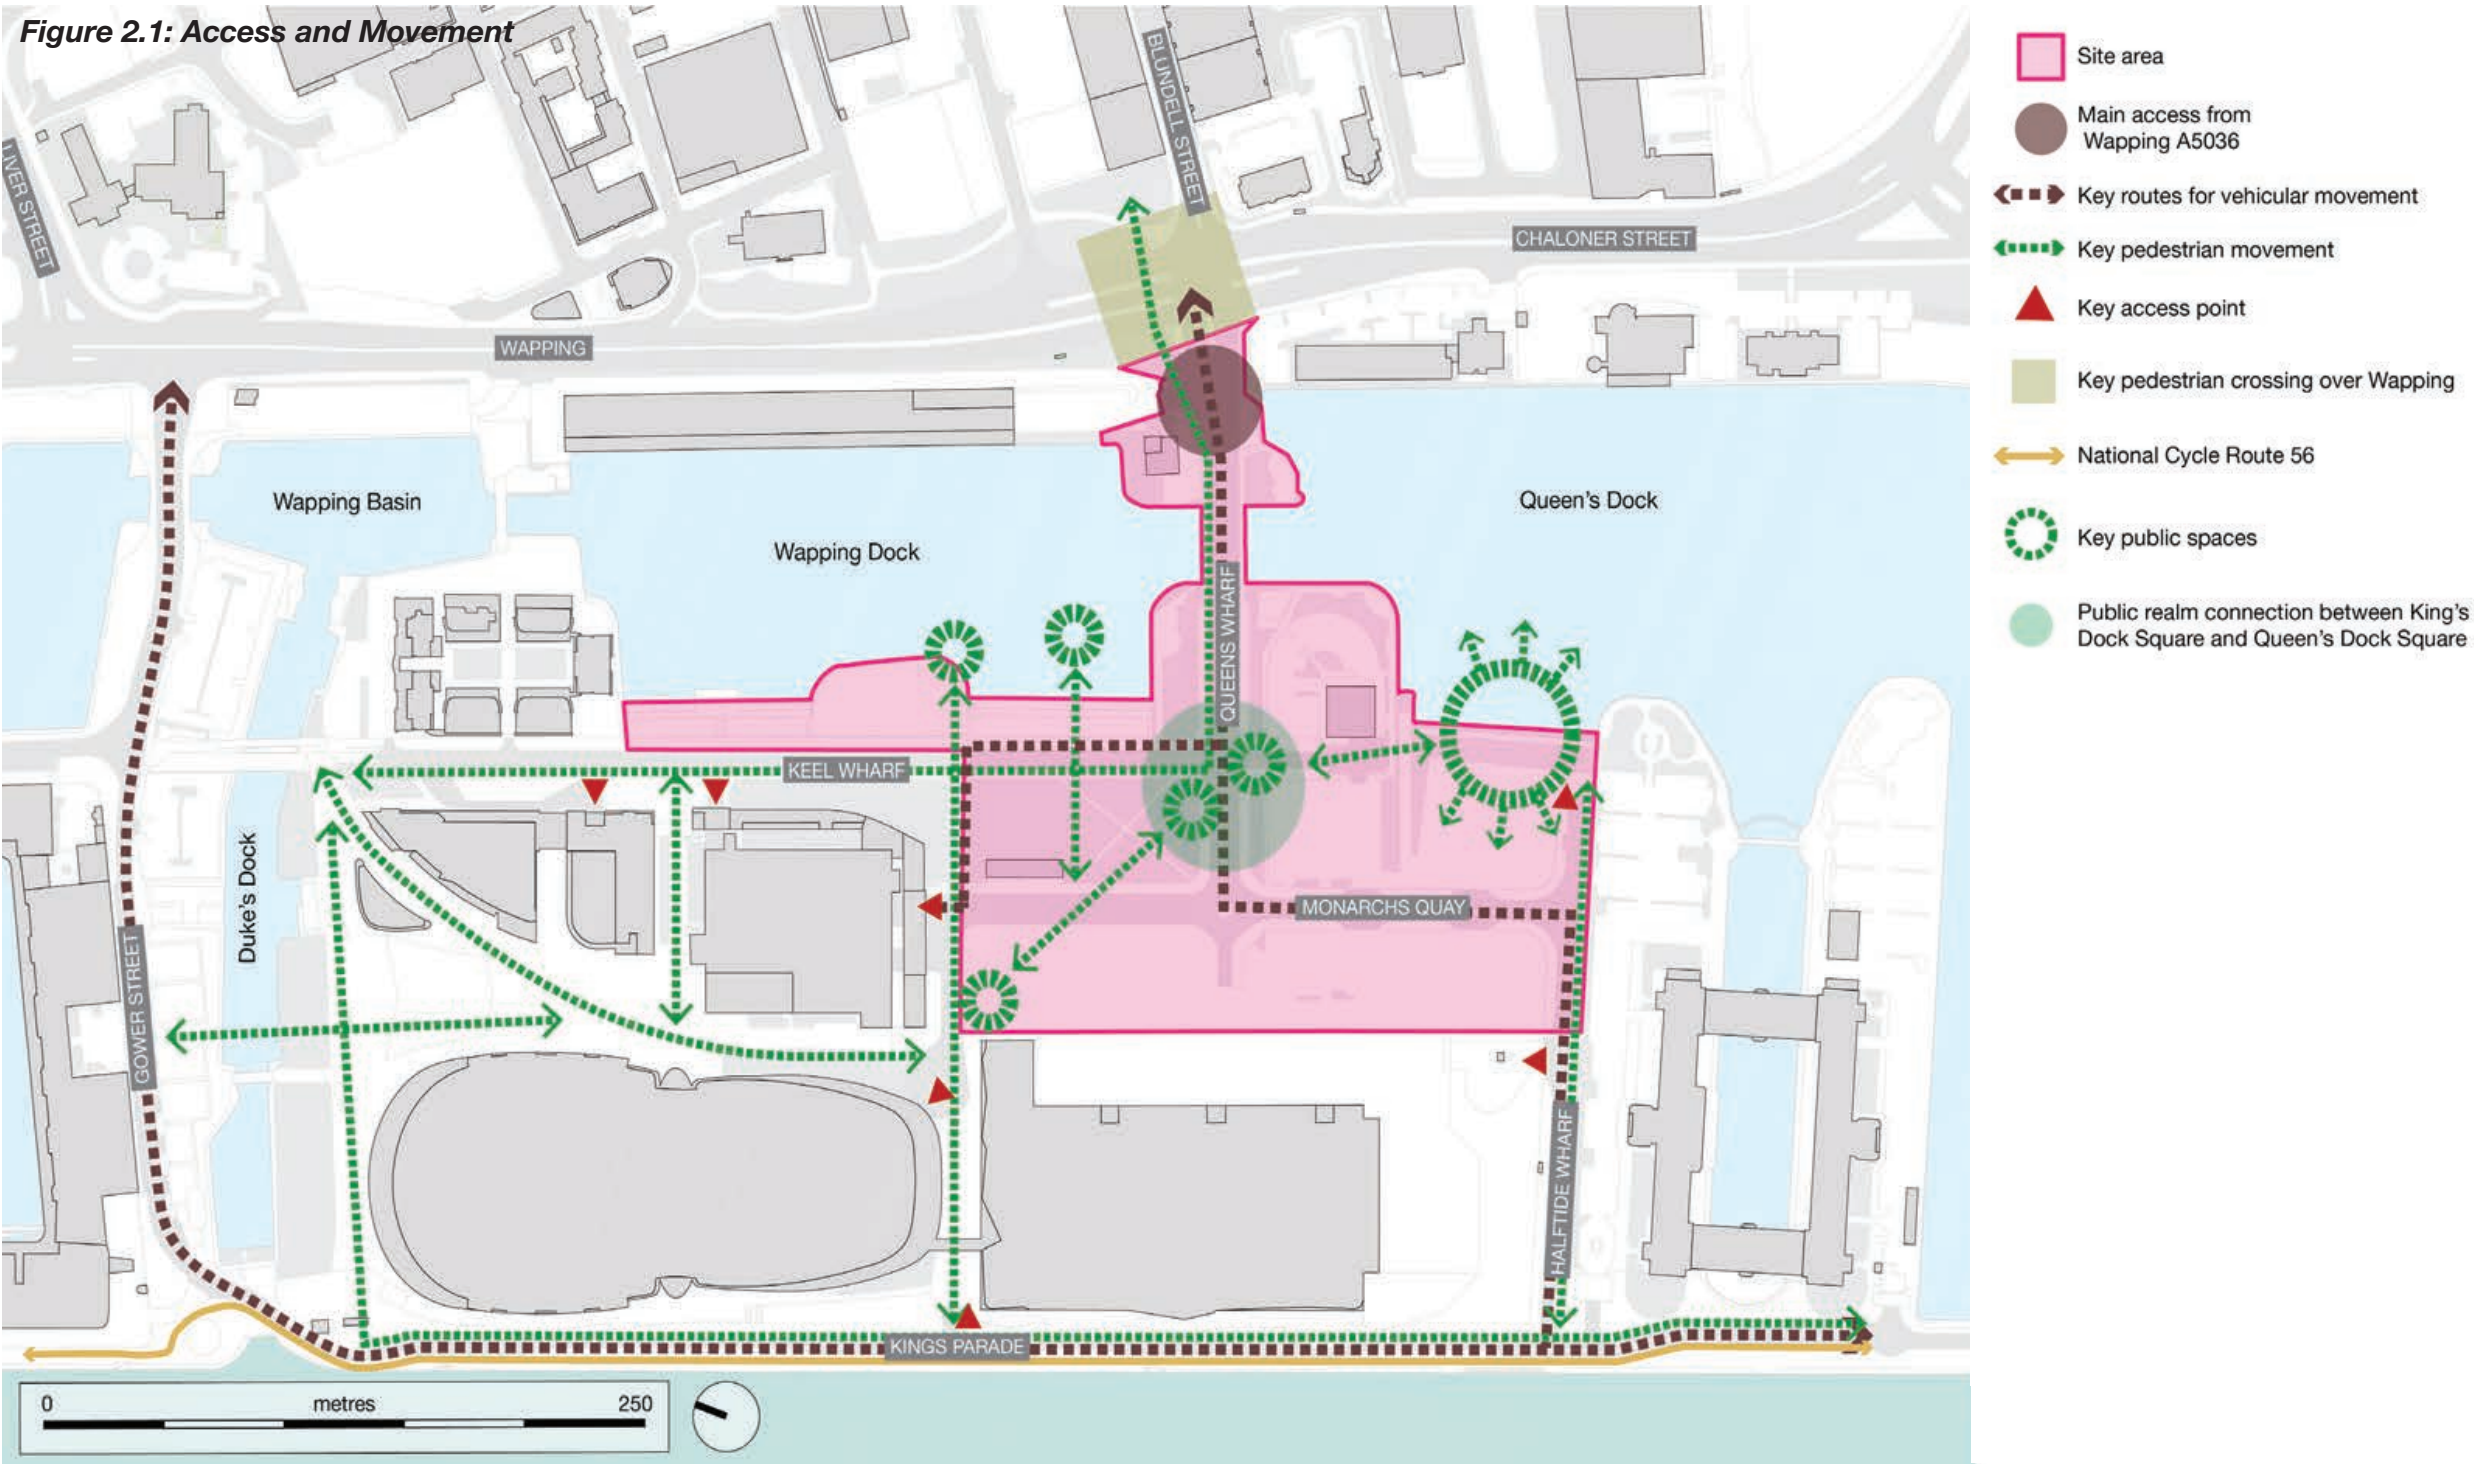 Figure 2.1: Access and Movement
BLUNDELL STREET
LIVER STREET
CHALONER STREET
WAPPING
Wapping Basin
Wapping Dock
Queen's Dock
QUEENS WHARF
KEEL WHARF
Duke's Dock
MONARCHS QUAY
GOWER STREET
HALFTIDE WHARF
KINGS PARADE
0
metres
250
Site area
Main access from
Wapping A5036
Key routes for vehicular movement
Key pedestrian movement
Key access point
Key pedestrian crossing over Wapping
National Cycle Route 56
Key public spaces
Public realm connection between King's
Dock Square and Queen's Dock Square